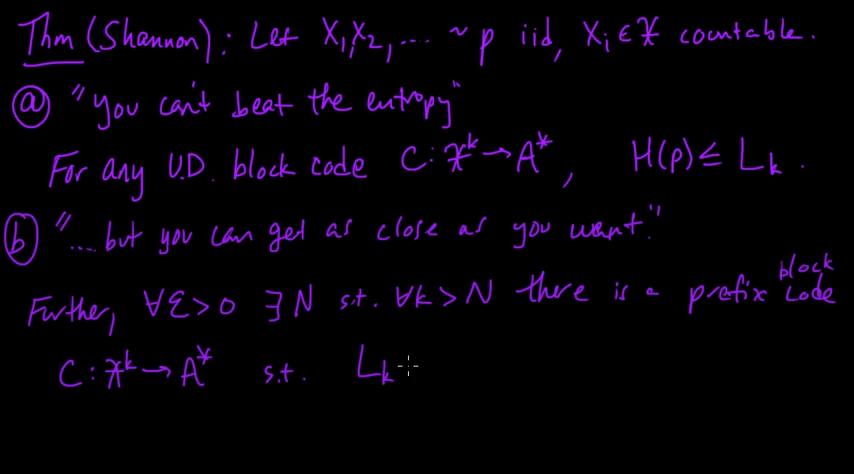 Thm (Shannon): Let X₁,X₂,... ~ p iid, Xᵢ ∈ 𝒳 countable.
ⓐ "You can't beat the entropy"
For any U.D. block code C: 𝒳ᵏ → A*, H(p) ≤ Lₖ.
ⓑ "...but you can get as close as you want."
Further, ∀ε>0 ∃N s.t. ∀k>N there is a prefix block code
C: 𝒳ᵏ → A* s.t. Lₖ